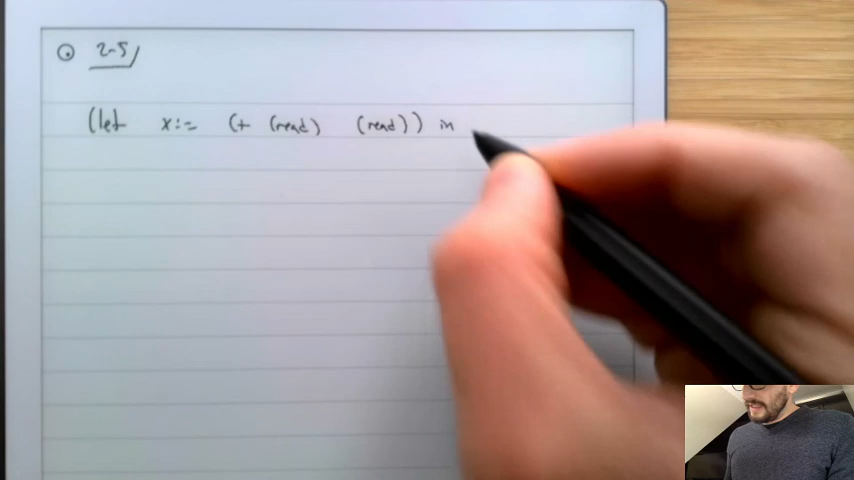 ⊙ 2-5/
(let x:= (+ (read) (read)) in